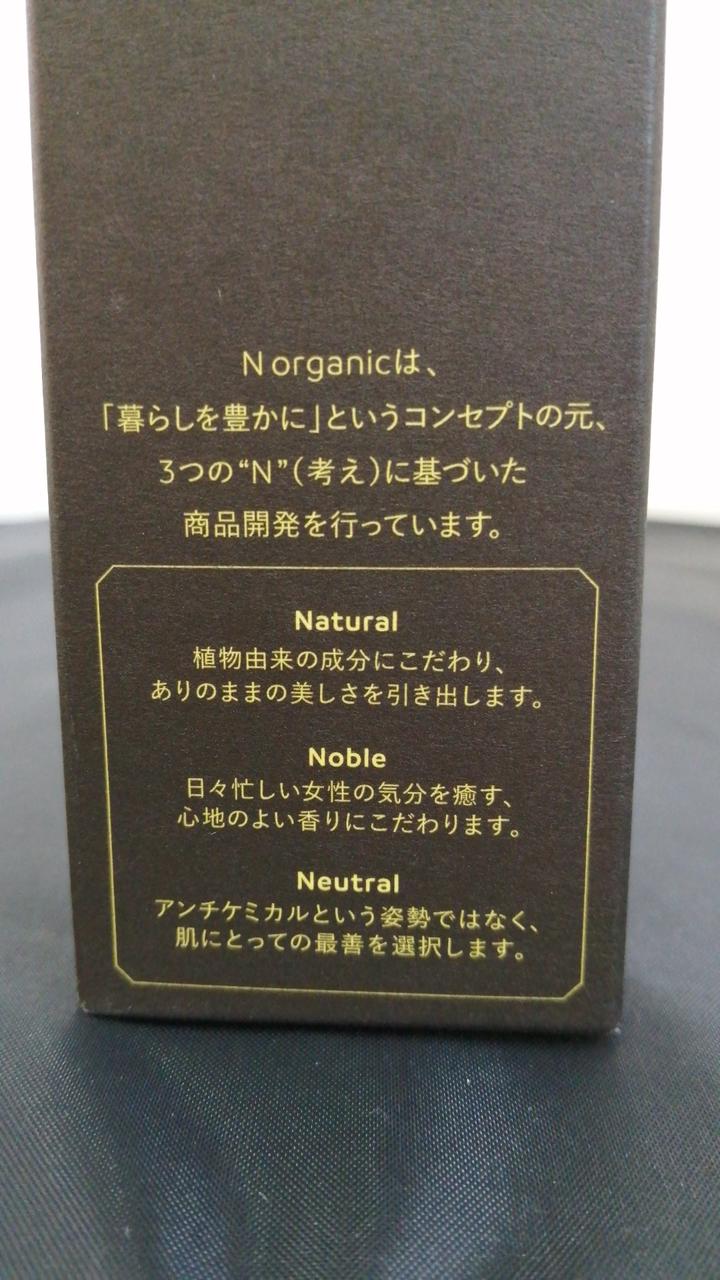 N organicは、
「暮らしを豊かに」というコンセプトの元、
3つの“N”(考え)に基づいた
商品開発を行っています。
Natural
植物由来の成分にこだわり、
ありのままの美しさを引き出します。
Noble
日々忙しい女性の気分を癒す、
心地のよい香りにこだわります。
Neutral
アンチケミカルという姿勢ではなく、
肌にとっての最善を選択します。